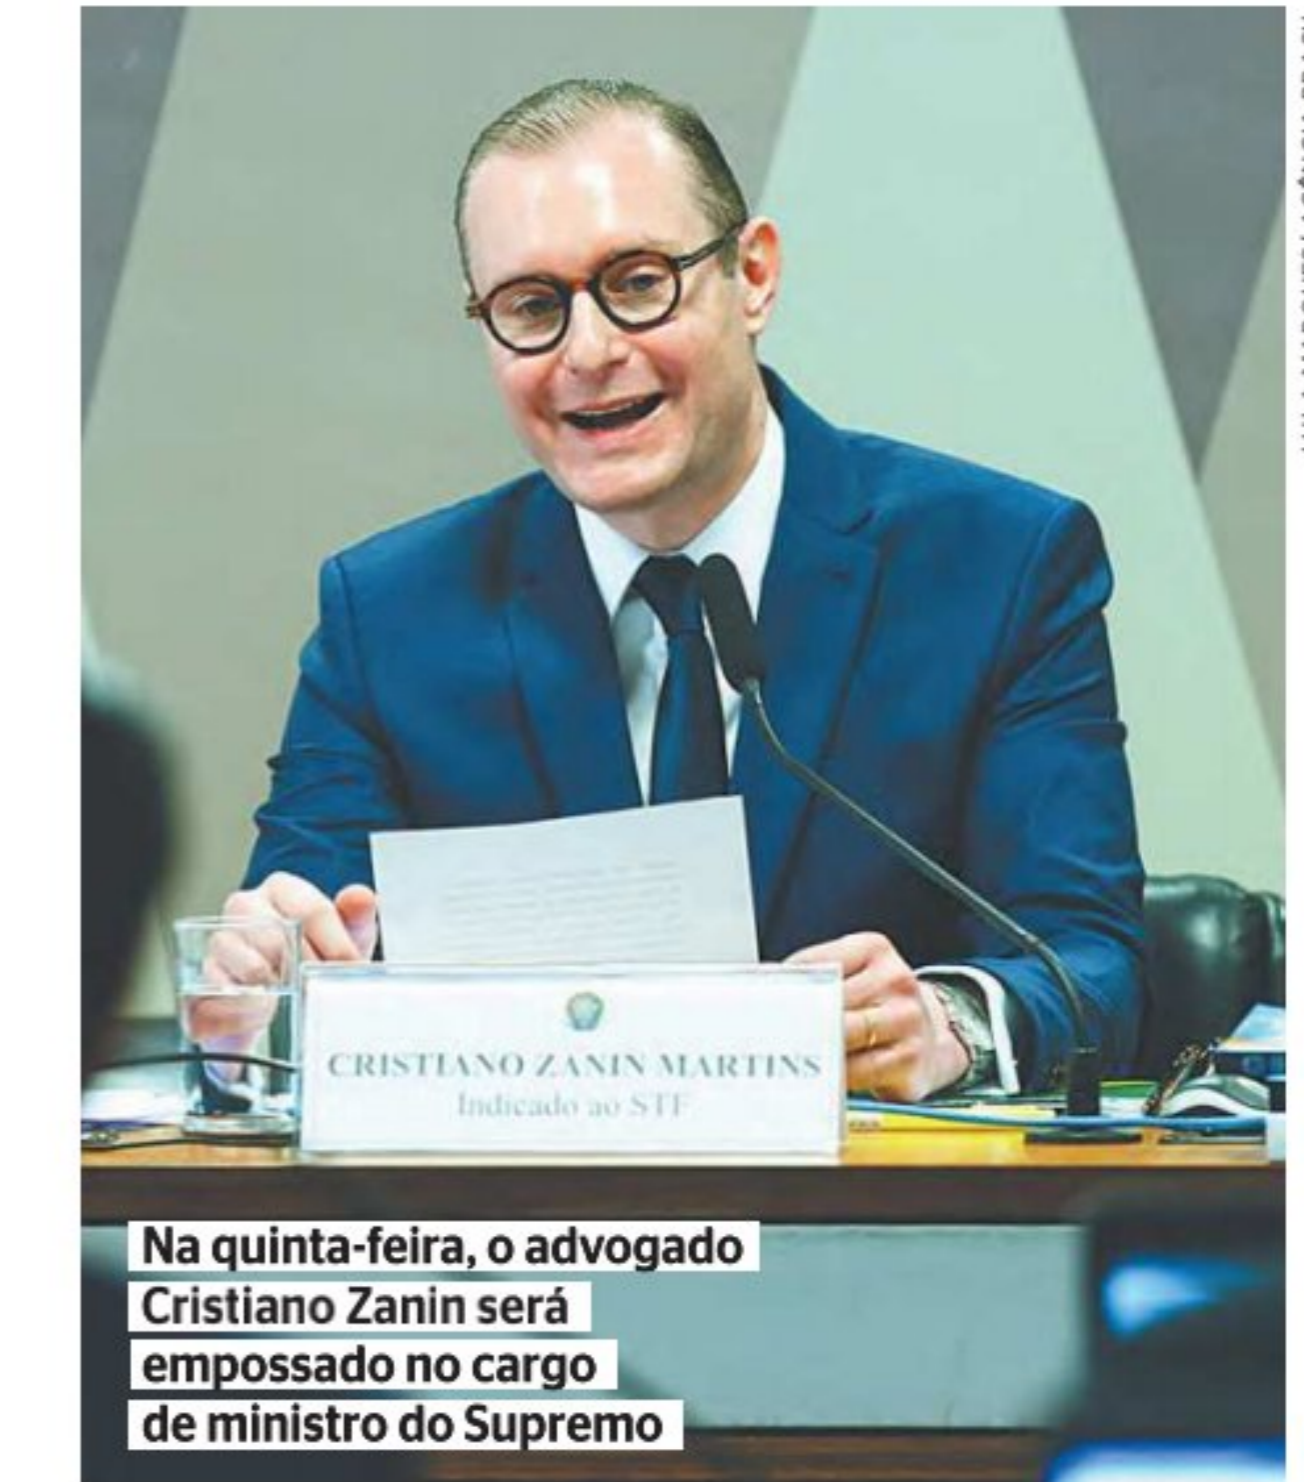 CRISTIANO ZANIN MARTINS
Indicado ao STF
Na quinta-feira, o advogado
Cristiano Zanin será
empossado no cargo
de ministro do Supremo